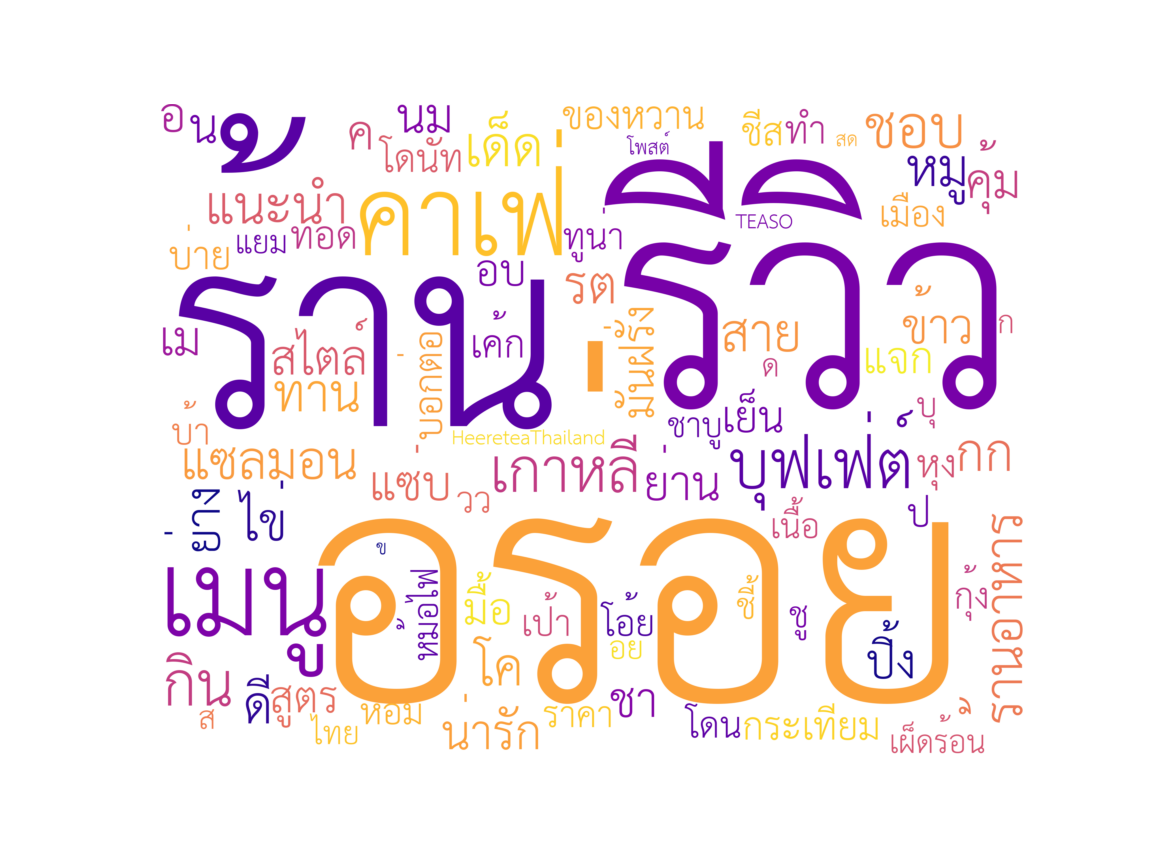 อ
น
ค
นม
โดนัท
เด็ด
ของหวาน
โพสต์
ชีส
ทำ
สด
ชอบ
หมู
คุ้ม
แนะนำ
คาเฟ่
รีวิว
TEASO
เมือง
บ่าย
แยม
ทอด
ทูน่า
ร้าน
อบ
รต
เม
สไตล์
ทาน
บอกตอ
เค้ก
มันฝรั่ง
สาย
ด
ข้าว
ก
แจก
บ้า
HeereteaThailand
ชาบู
เย็น
บุ
แซลมอน
แซ่บ
วว
เกาหลี
ย่าน
บุฟเฟ่ต์
หุง
กก
ย่าง
ไข่
เนื้อ
ป
เมนู
อร่อย
ข
หม้อไฟ
มื้อ
เป้า
โอ้ย
อย
ชิ้
ชู
ปิ้ง
กุ้ง
ร้านอาหาร
กิน
ส
ดี
สูตร
ไทย
หอม
โค
น่ารัก
ราคา
ชา
โดน
กระเทียม
เผ็ดร้อน